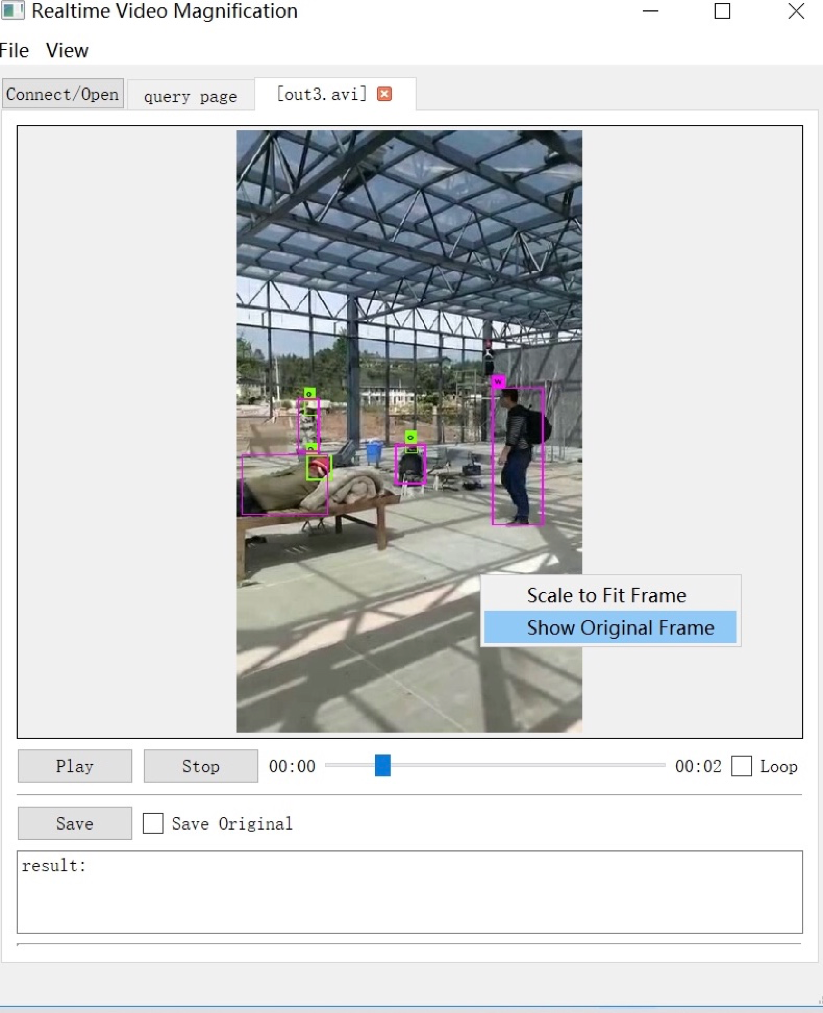 Realtime Video Magnification
File View
Connect/Open query page [out3.avi]
W
Scale to Fit Frame
Show Original Frame
Play Stop 00:00 00:02 Loop
Save Save Original
result: